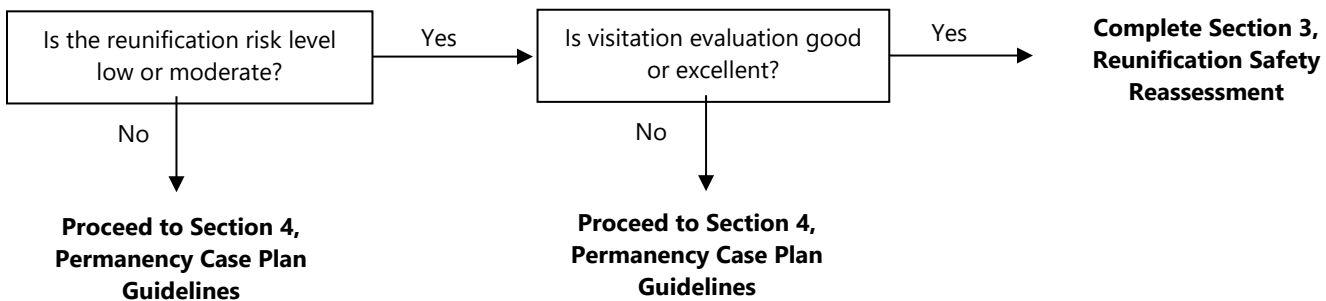 Is the reunification risk level
low or moderate?
Yes
Is visitation evaluation good
or excellent?
Yes
Complete Section 3,
Reunification Safety
Reassessment
No
No
Proceed to Section 4,
Permanency Case Plan
Guidelines
Proceed to Section 4,
Permanency Case Plan
Guidelines